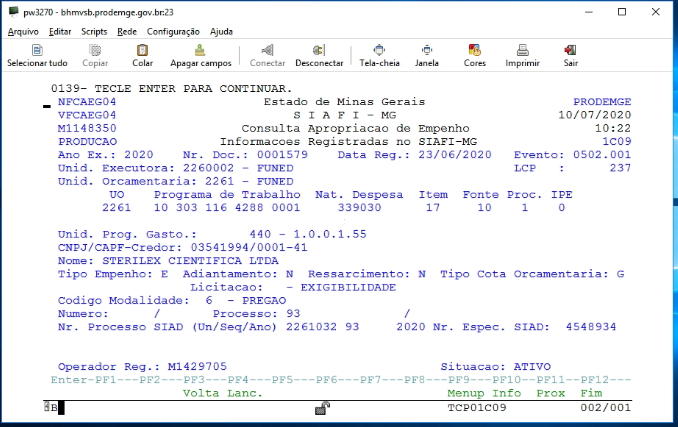 pw3270 - bhmvsb.prodemge.gov.br:23
Arquivo Editar Scripts Rede Configuração Ajuda
Selecionar tudo Copiar Colar Apagar campos Conectar Desconectar Tela-cheia Janela Cores Imprimir Sair
0139- TECLE ENTER PARA CONTINUAR.
NFCAEG04 Estado de Minas Gerais PRODEMGE
VFCAEG04 S I A F I - MG 10/07/2020
M1148350 Consulta Apropriacao de Empenho 10:22
PRODUCAO Informacoes Registradas no SIAFI-MG 1C09
Ano Ex.: 2020 Nr. Doc.: 0001579 Data Reg.: 23/06/2020 Evento: 0502.001
Unid. Executora: 2260002 - FUNED LCP : 237
Unid. Orcamentaria: 2261 - FUNED
UO Programa de Trabalho Nat. Despesa Item Fonte Proc. IPE
2261 10 303 116 4288 0001 339030 17 10 1 0
Unid. Prog. Gasto.: 440 - 1.0.0.1.55
CNPJ/CAPF-Credor: 03541994/0001-41
Nome: STERILEX CIENTIFICA LTDA
Tipo Empenho: E Adiantamento: N Ressarcimento: N Tipo Cota Orcamentaria: G
Licitacao: - EXIGIBILIDADE
Codigo Modalidade: 6 - PREGAO
Numero: / Processo: 93 /
Nr. Processo SIAD (Un/Seq/Ano) 2261032 93 2020 Nr. Espec. SIAD: 4548934
Operador Reg.: M1429705 Situacao: ATIVO
Enter-PF1---PF2---PF3---PF4---PF5---PF6---PF7---PF8---PF9---PF10--PF11--PF12---
Volta Lanc. Menup Info Prox Fim
B TCP01C09 002/001